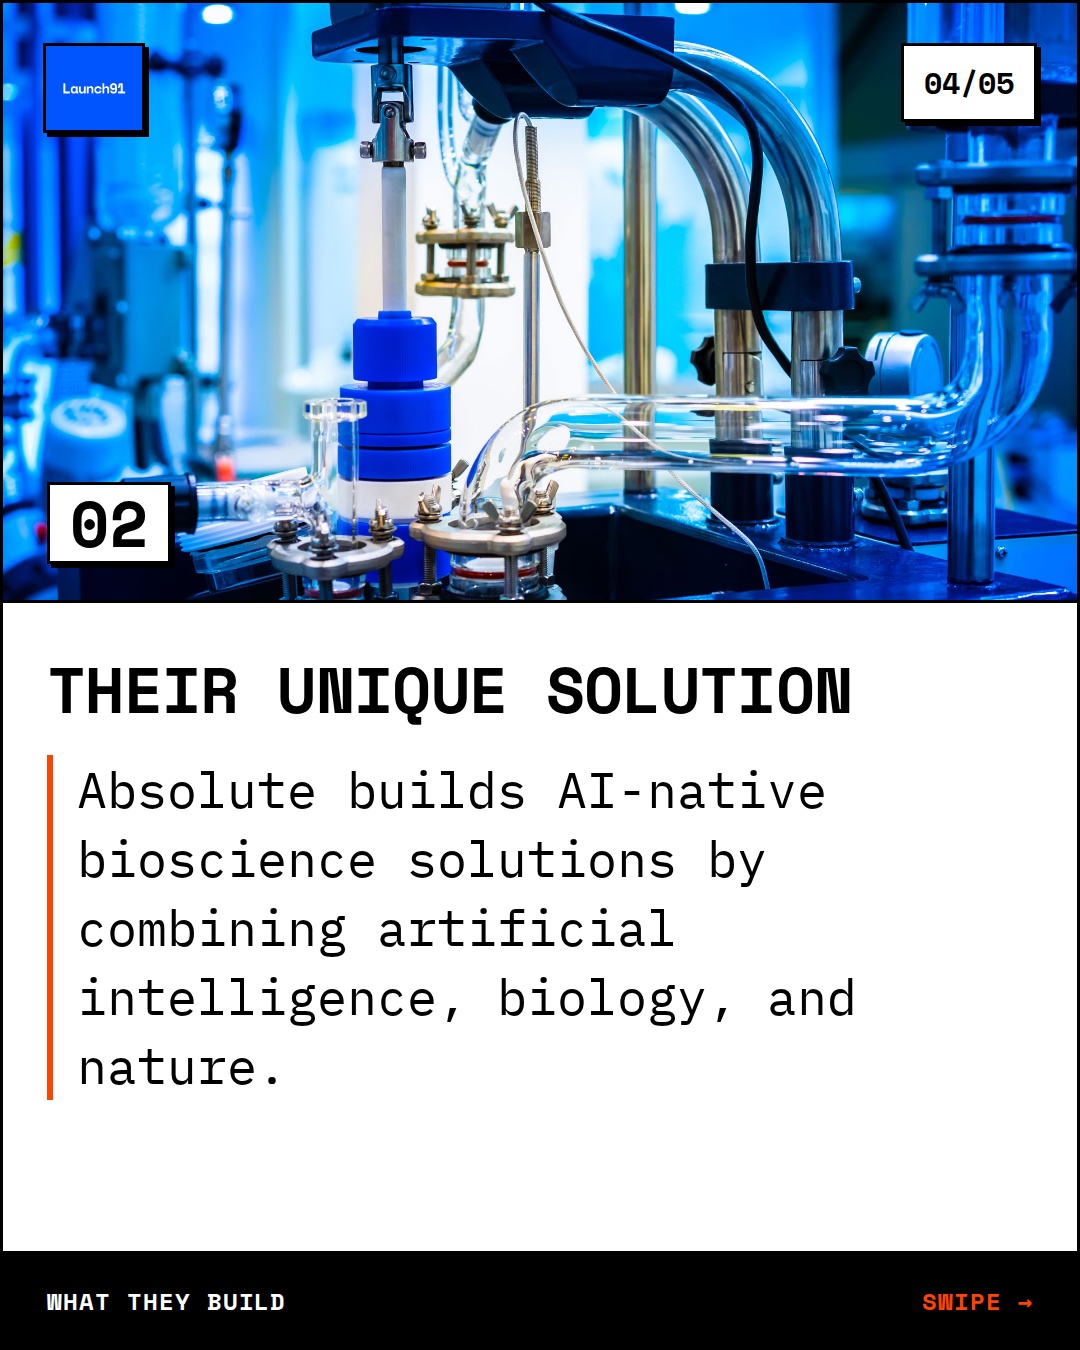 Launch91
04/05
02
THEIR UNIQUE SOLUTION
Absolute builds AI-native
bioscience solutions by
combining artificial
intelligence, biology, and
nature.
WHAT THEY BUILD
SWIPE →